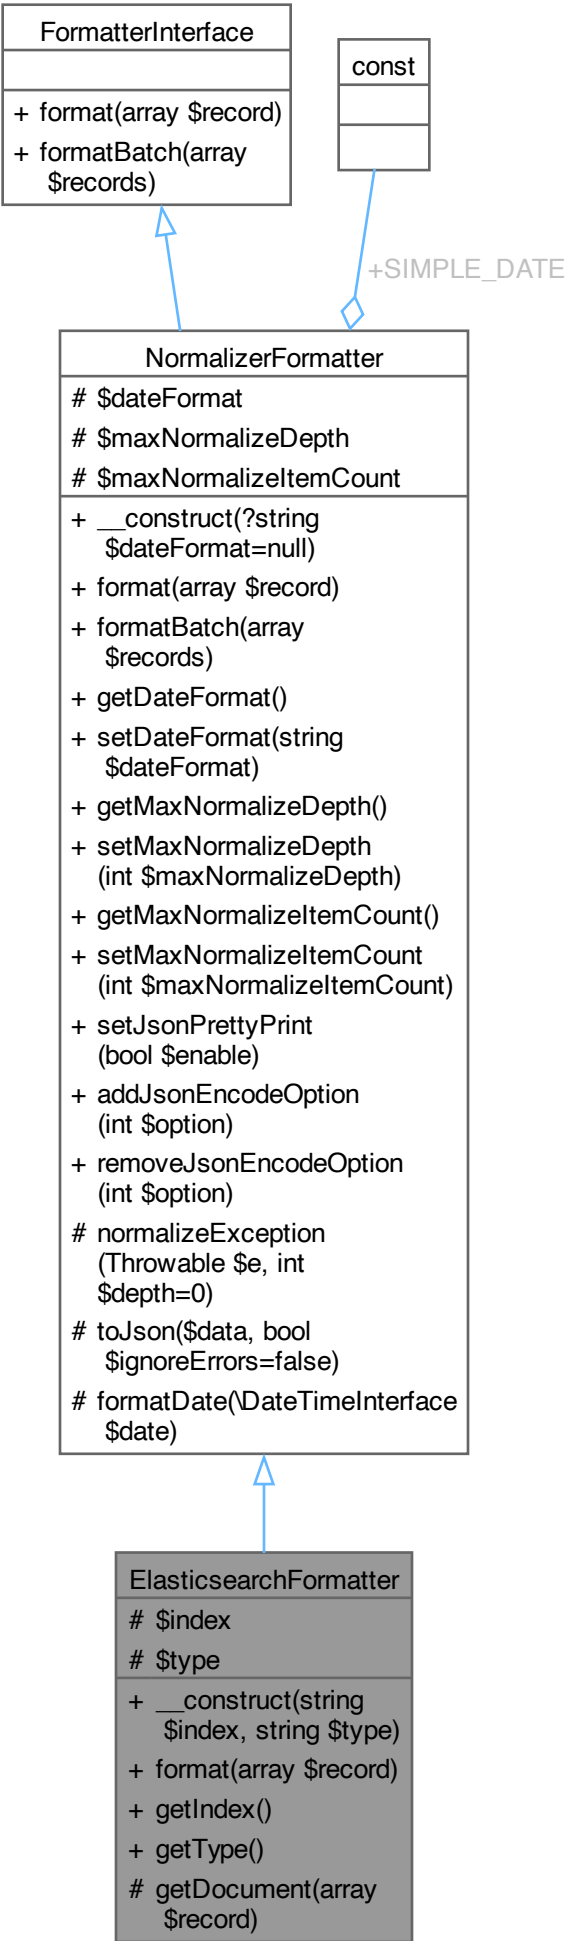 FormatterInterface
+ format(array $record)
+ formatBatch(array
$records)
const
+SIMPLE_DATE
NormalizerFormatter
# $dateFormat
# $maxNormalizeDepth
# $maxNormalizeItemCount
+ __construct(?string
$dateFormat=null)
+ format(array $record)
+ formatBatch(array
$records)
+ getDateFormat()
+ setDateFormat(string
$dateFormat)
+ getMaxNormalizeDepth()
+ setMaxNormalizeDepth
(int $maxNormalizeDepth)
+ getMaxNormalizeItemCount()
+ setMaxNormalizeItemCount
(int $maxNormalizeItemCount)
+ setJsonPrettyPrint
(bool $enable)
+ addJsonEncodeOption
(int $option)
+ removeJsonEncodeOption
(int $option)
# normalizeException
(Throwable $e, int
$depth=0)
# toJson($data, bool
$ignoreErrors=false)
# formatDate(\DateTimeInterface
$date)
ElasticsearchFormatter
# $index
# $type
+ __construct(string
$index, string $type)
+ format(array $record)
+ getIndex()
+ getType()
# getDocument(array
$record)